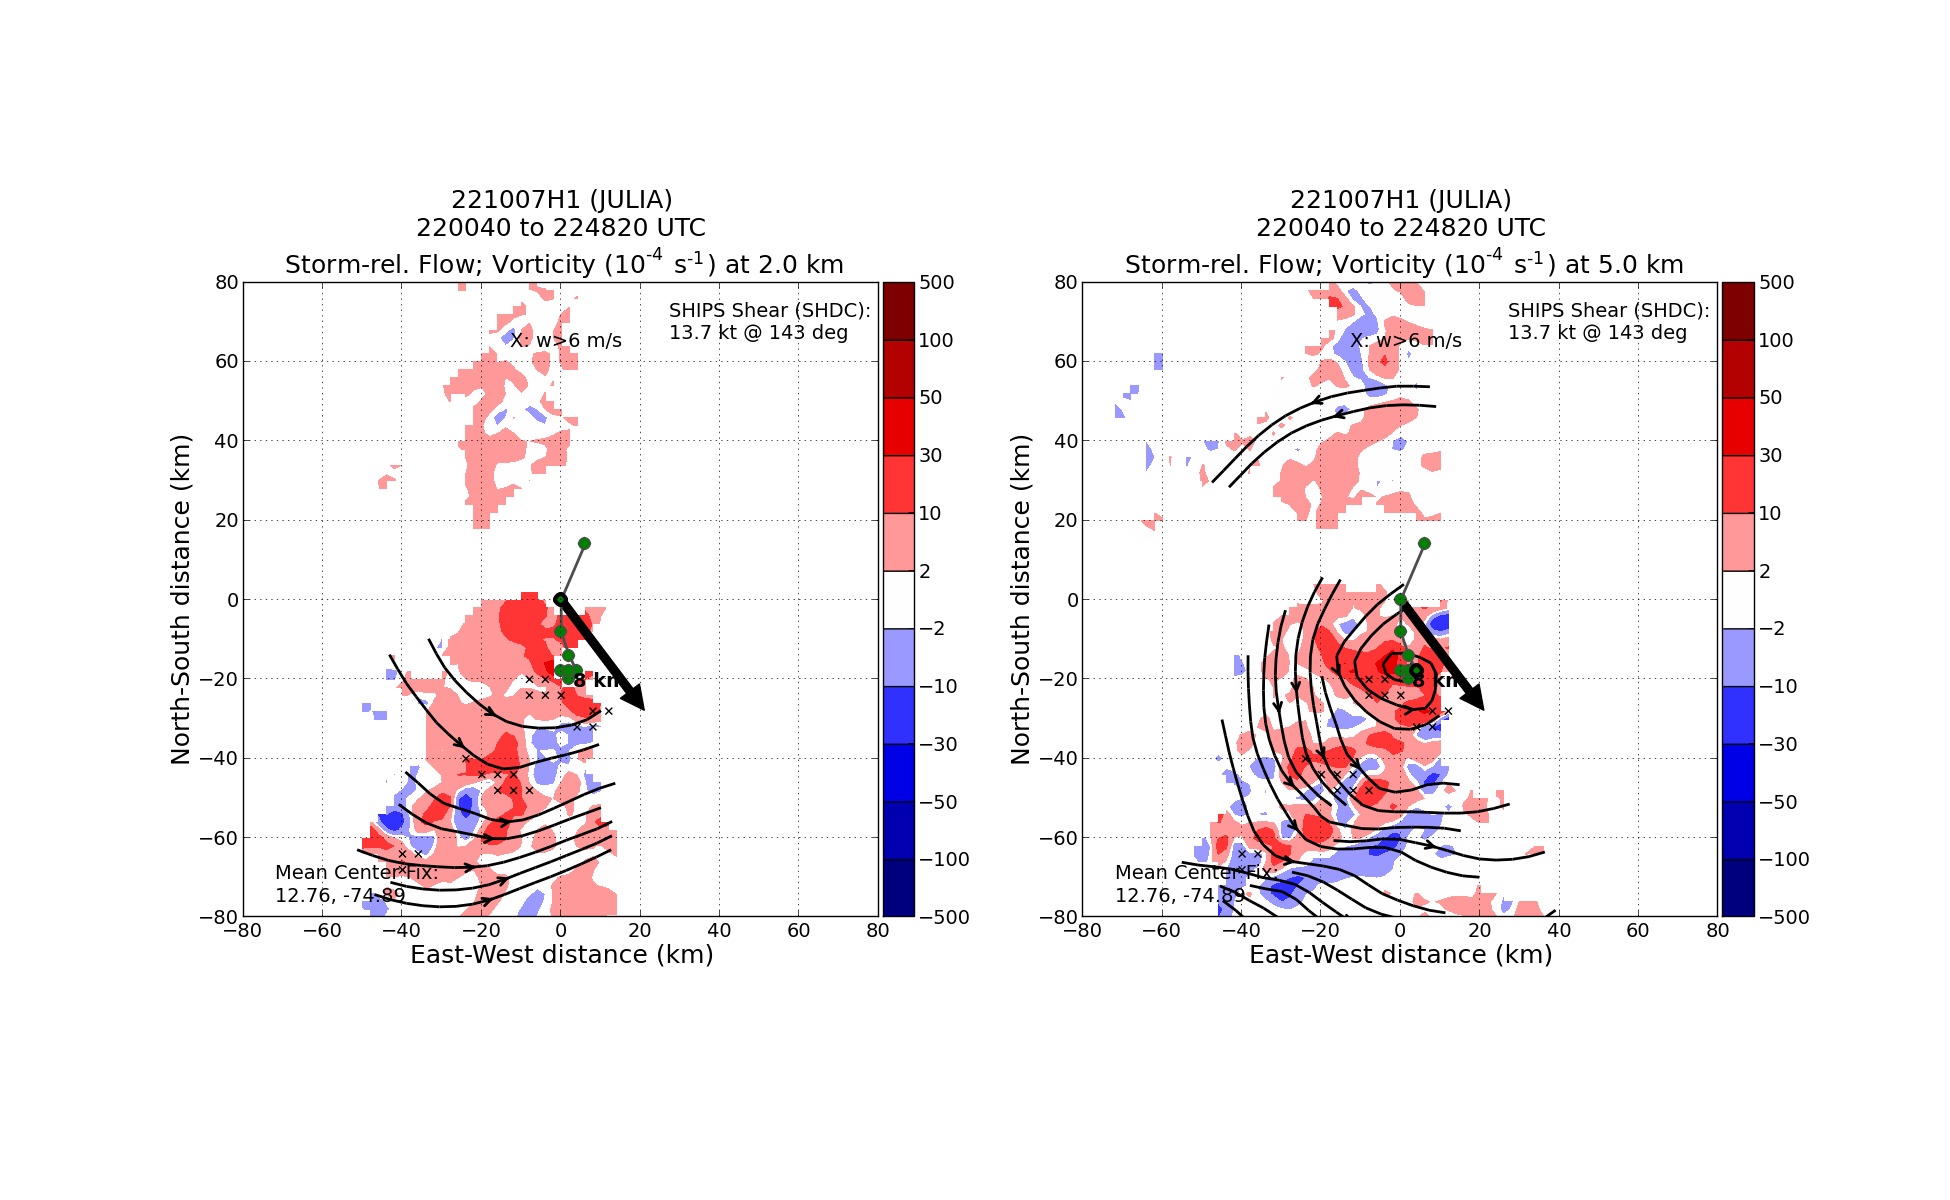 221007H1 (JULIA)
220040 to 224820 UTC
Storm-rel. Flow; Vorticity (10⁻⁴ s⁻¹) at 2.0 km
80
60
40
20
0
−20
−40
−60
−80
−80 −60 −40 −20 0 20 40 60 80
North-South distance (km)
East-West distance (km)
SHIPS Shear (SHDC):
13.7 kt @ 143 deg
X: w>6 m/s
8 km
Mean Center Fix:
12.76, -74.89
500
100
50
30
10
2
−2
−10
−30
−50
−100
−500
221007H1 (JULIA)
220040 to 224820 UTC
Storm-rel. Flow; Vorticity (10⁻⁴ s⁻¹) at 5.0 km
80
60
40
20
0
−20
−40
−60
−80
−80 −60 −40 −20 0 20 40 60 80
North-South distance (km)
East-West distance (km)
SHIPS Shear (SHDC):
13.7 kt @ 143 deg
X: w>6 m/s
8 km
Mean Center Fix:
12.76, -74.89
500
100
50
30
10
2
−2
−10
−30
−50
−100
−500